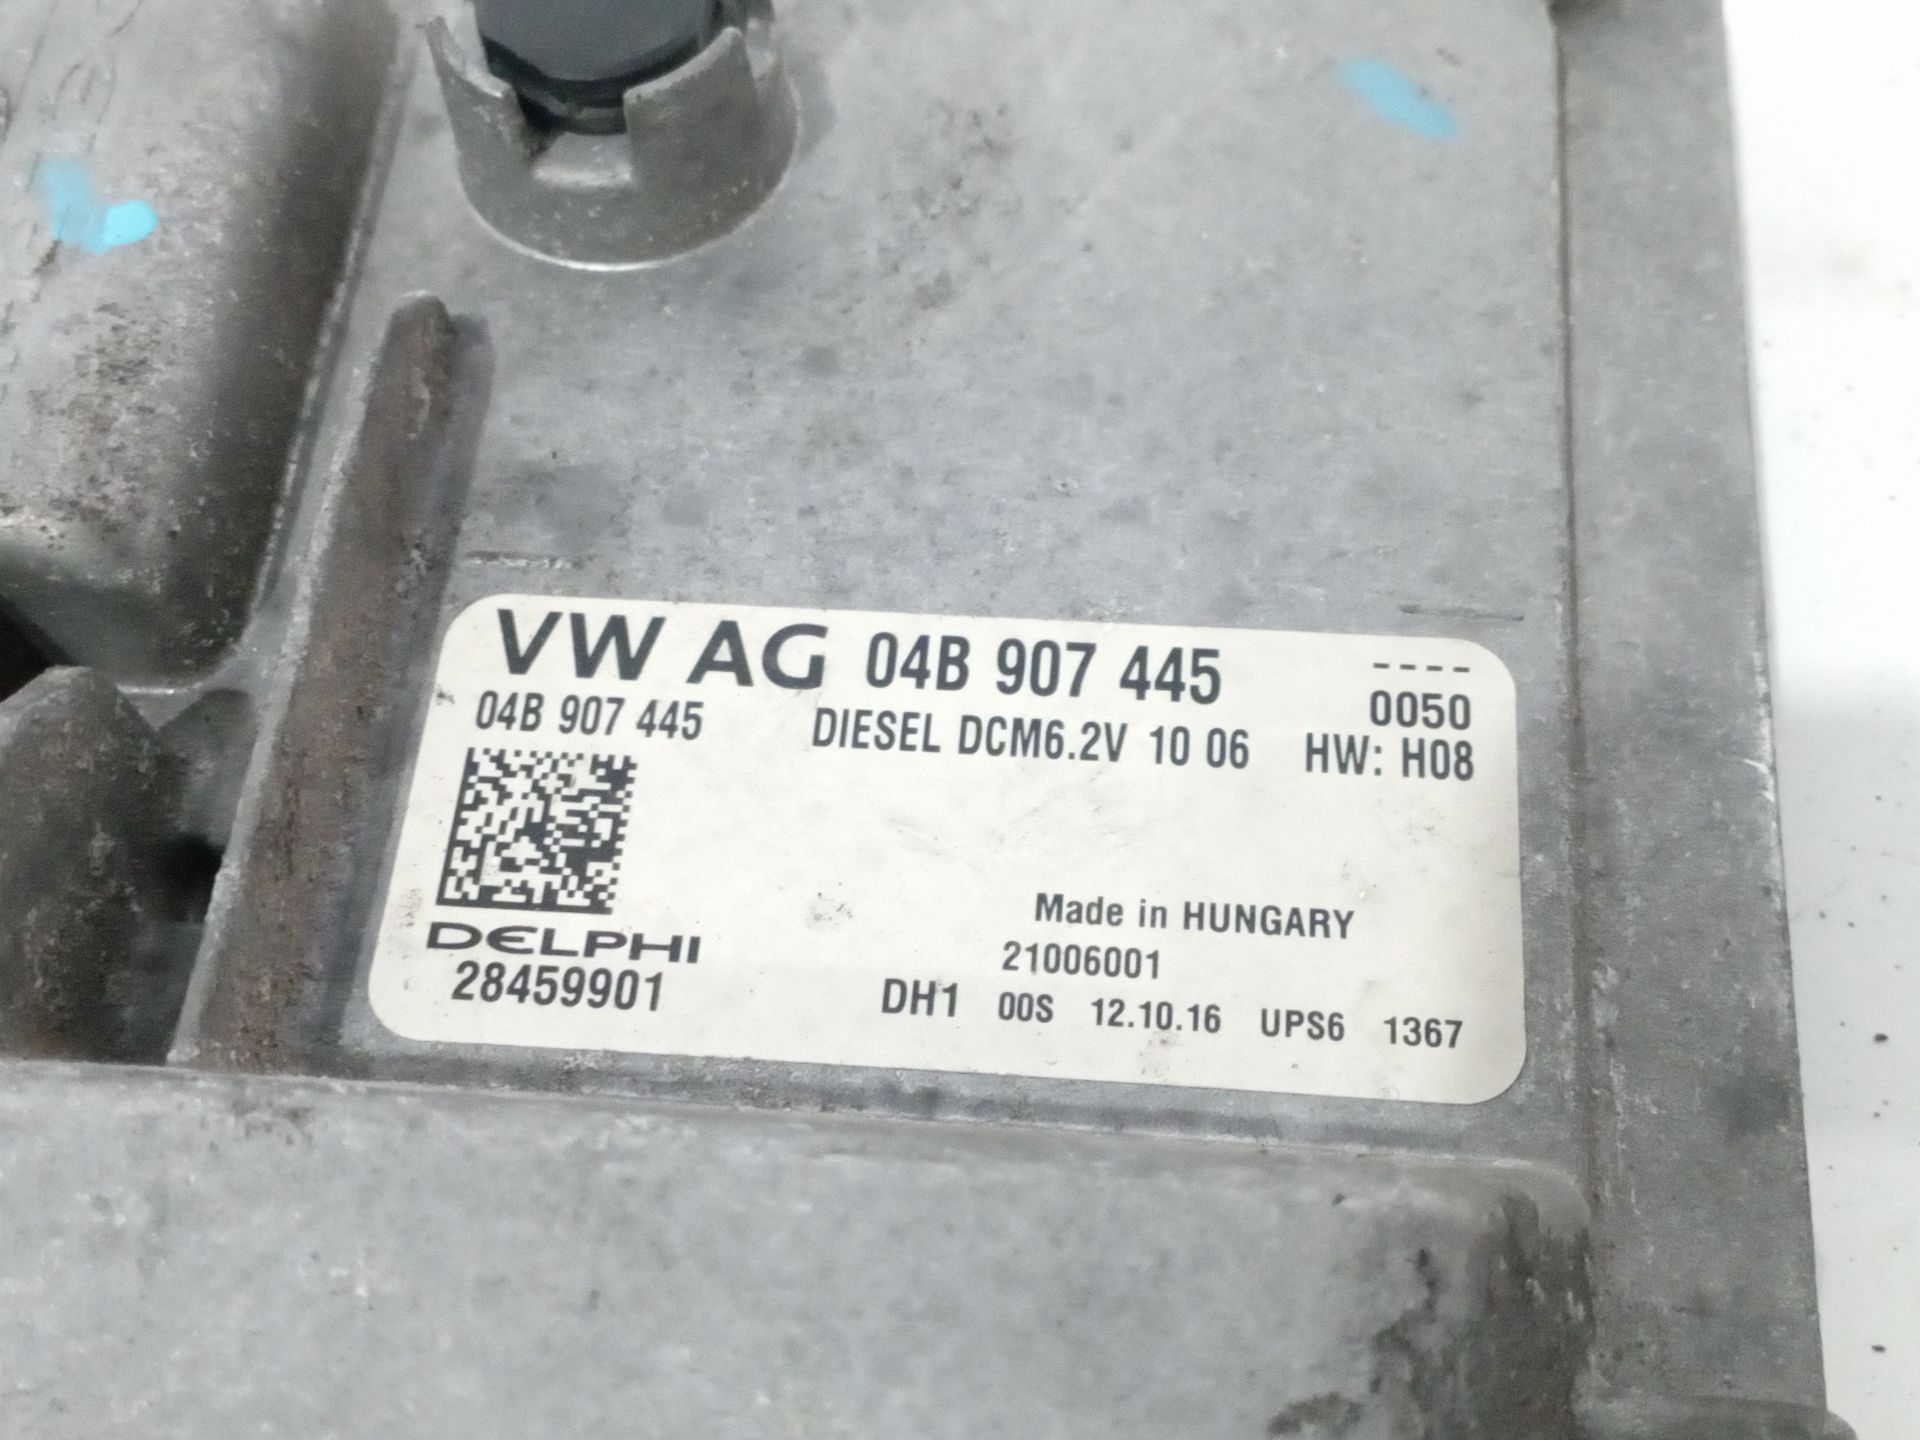 VW AG 04B 907 445 ----
0050
04B 907 445 DIESEL DCM6.2V 10 06 HW: H08
Made in HUNGARY
DELPHI 21006001
28459901 DH1 00S 12.10.16 UPS6 1367